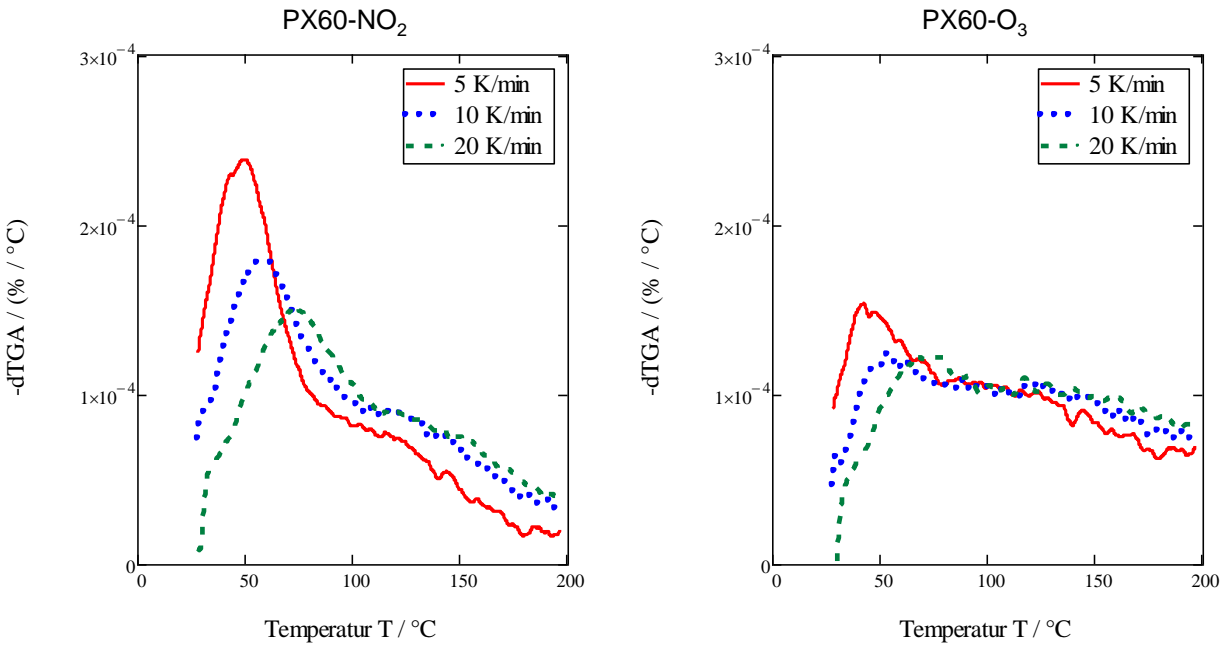 PX60-NO₂
3×10⁻⁴
2×10⁻⁴
1×10⁻⁴
0
0
50
100
150
200
-dTGA / (% / °C)
Temperatur T / °C
5 K/min
10 K/min
20 K/min
PX60-O₃
3×10⁻⁴
2×10⁻⁴
1×10⁻⁴
0
0
50
100
150
200
-dTGA / (% / °C)
Temperatur T / °C
5 K/min
10 K/min
20 K/min